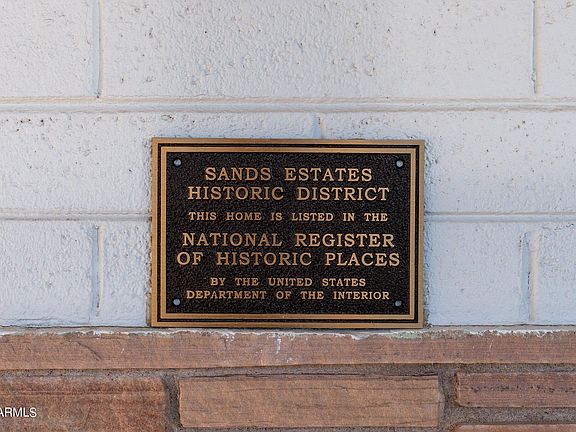 SANDS ESTATES
HISTORIC DISTRICT
THIS HOME IS LISTED IN THE
NATIONAL REGISTER
OF HISTORIC PLACES
BY THE UNITED STATES
DEPARTMENT OF THE INTERIOR
ARMLS